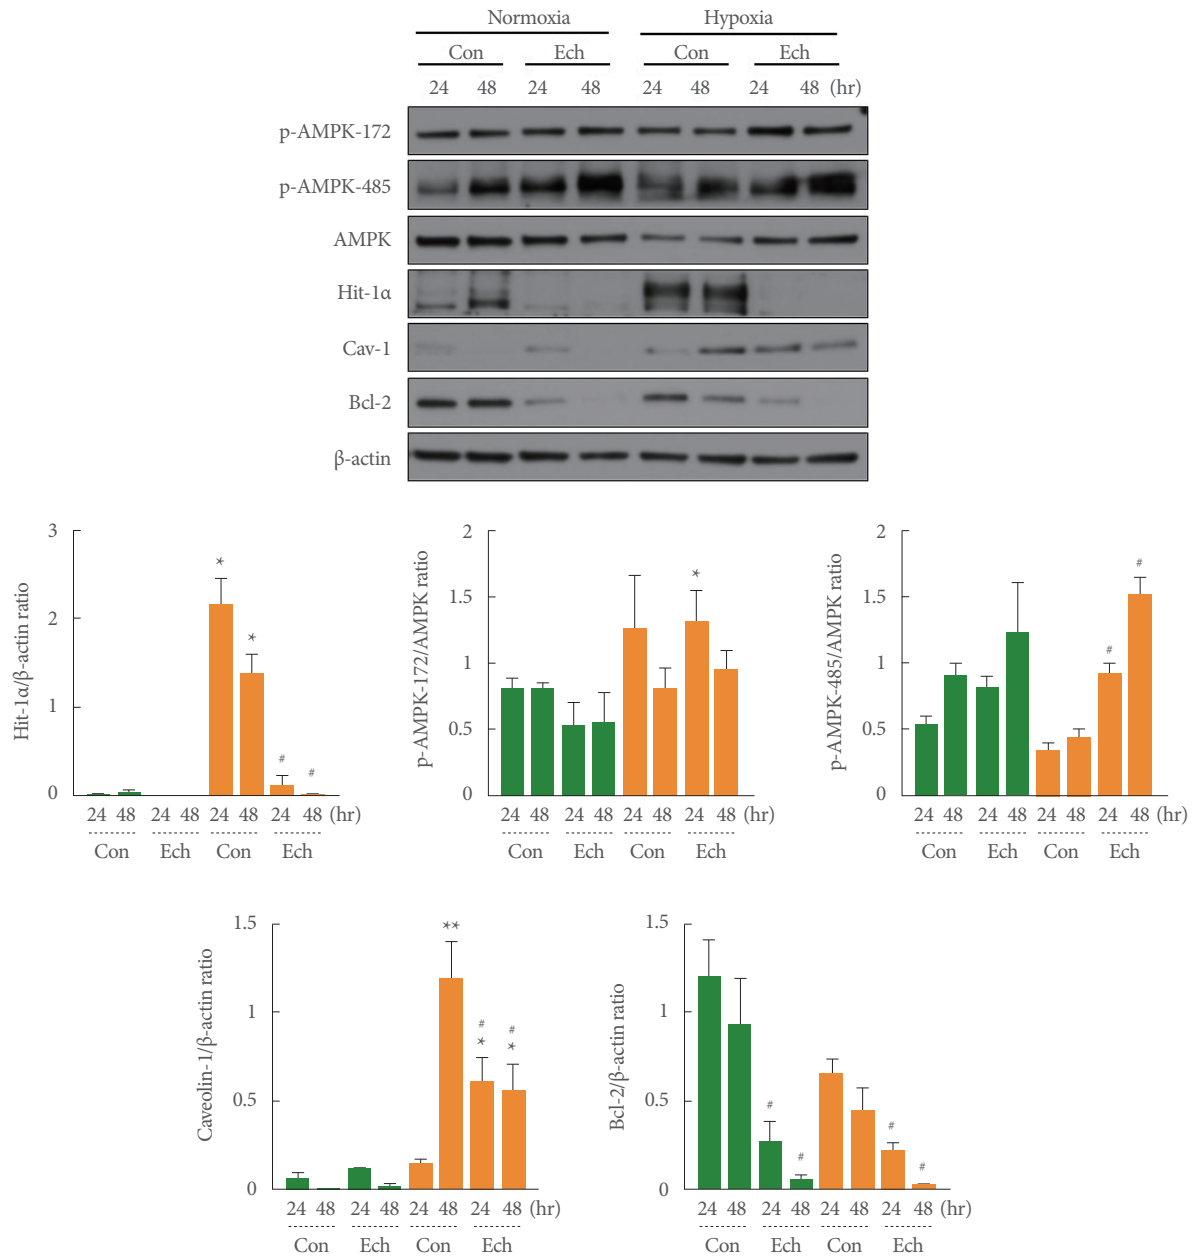 Normoxia Hypoxia
Con Ech Con Ech
24 48 24 48 24 48 24 48 (hr)
p-AMPK-172
p-AMPK-485
AMPK
Hit-1α
Cav-1
Bcl-2
β-actin
Hit-1α/β-actin ratio
3
2
1
0
* * # #
24 48 24 48 24 48 24 48 (hr)
Con Ech Con Ech
p-AMPK-172/AMPK ratio
2
1.5
1
0.5
0
*
24 48 24 48 24 48 24 48 (hr)
Con Ech Con Ech
p-AMPK-485/AMPK ratio
2
1.5
1
0.5
0
# #
24 48 24 48 24 48 24 48 (hr)
Con Ech Con Ech
Caveolin-1/β-actin ratio
1.5
1
0.5
0
**
# #
* *
24 48 24 48 24 48 24 48 (hr)
Con Ech Con Ech
Bcl-2/β-actin ratio
1.5
1
0.5
0
# # # #
24 48 24 48 24 48 24 48 (hr)
Con Ech Con Ech